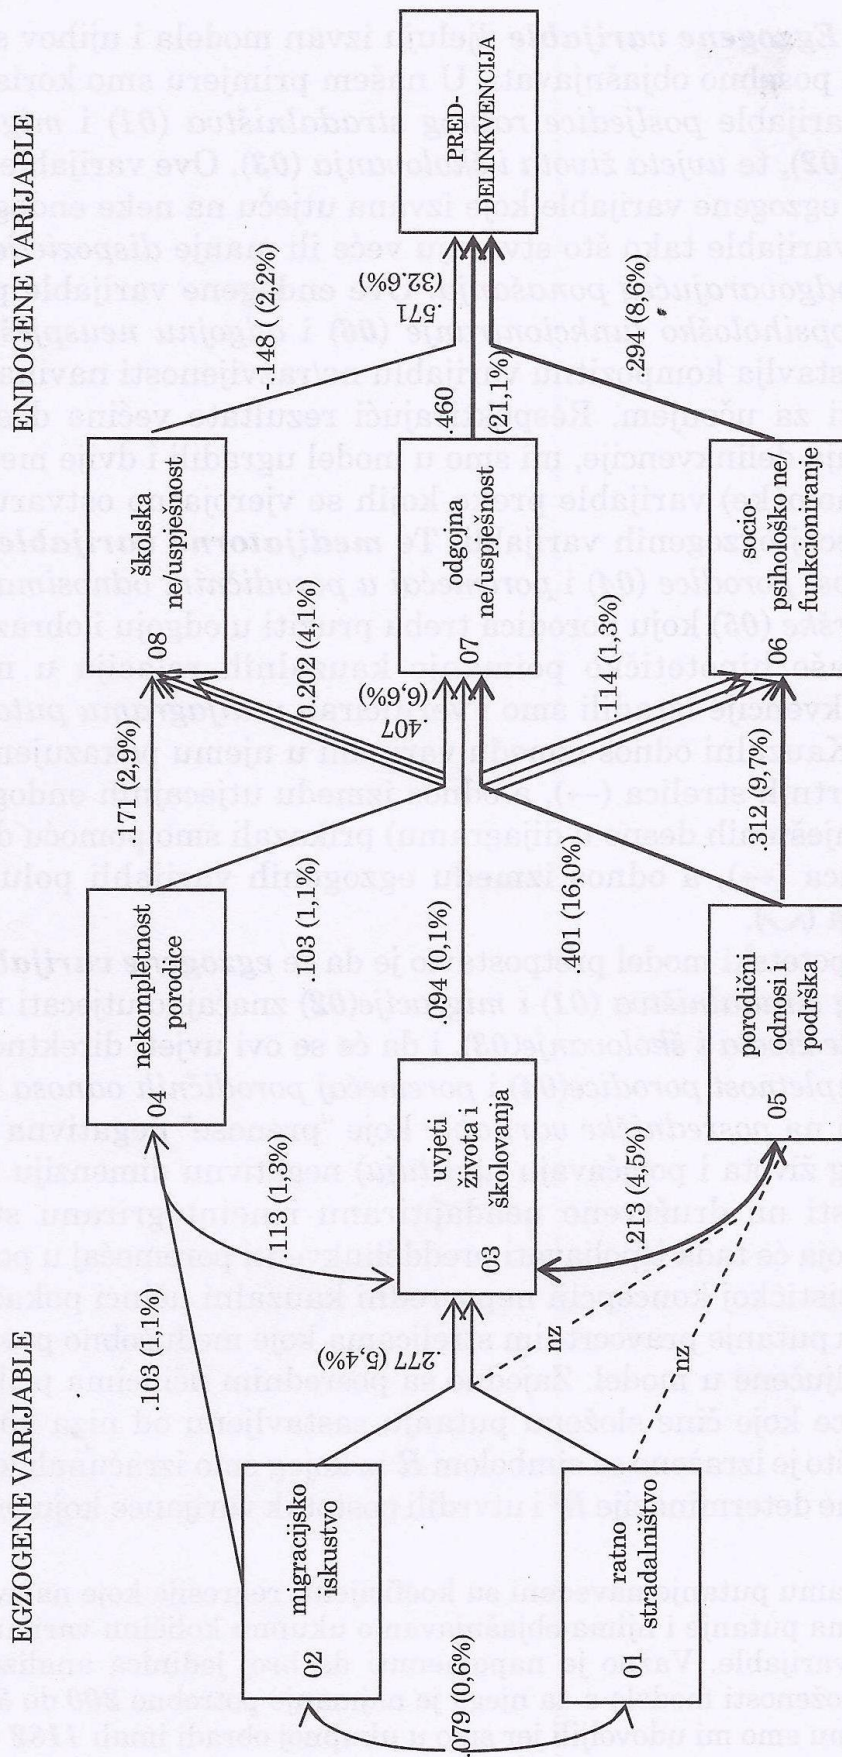 EGZOGENE VARIJABLE
ENDOGENE VARIJABLE
02
migracijsko
iskustvo
01
ratno
stradalništvo
.079 (0,6%)
.103 (1,1%)
.277 (5,4%)
nz
nz
04
nekompletnost
porodice
03
uvjeti
života i
školovanja
05
porodični
odnosi i
podrška
.113 (1,3%)
.213 (4,5%)
.171 (2,9%)
103 (1,1%)
.094 (0,1%)
401 (16,0%)
.312 (9,7%)
0,202 (4,1%)
.407
(6,6%)
.114 (1,3%)
08
školska
ne/uspješnost
07
odgojna
ne/uspješnost
06
socio-
psihološko ne/
funkcioniranje
-.148 ((2,2%)
.571
(32.6%)
.460
(21,1%)
.294 (8,6%)
PRED-
DELINKVENCIJA